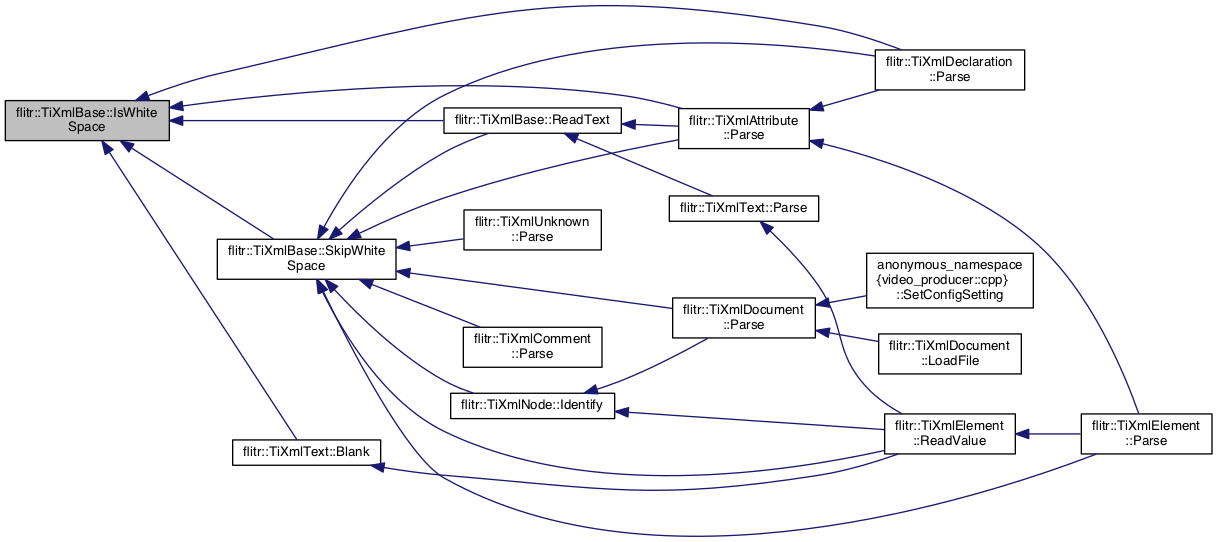 flitr::TiXmlBase::IsWhite
Space
flitr::TiXmlBase::SkipWhite
Space
flitr::TiXmlText::Blank
flitr::TiXmlBase::ReadText
flitr::TiXmlUnknown
::Parse
flitr::TiXmlComment
::Parse
flitr::TiXmlNode::Identify
flitr::TiXmlAttribute
::Parse
flitr::TiXmlText::Parse
flitr::TiXmlDocument
::Parse
flitr::TiXmlDeclaration
::Parse
anonymous_namespace
{video_producer::cpp}
::SetConfigSetting
flitr::TiXmlDocument
::LoadFile
flitr::TiXmlElement
::ReadValue
flitr::TiXmlElement
::Parse